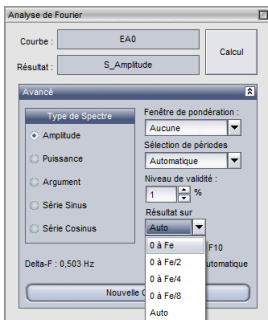 Analyse de Fourier
Courbe :
EA0
Calcul
Résultat :
S_Amplitude
Avancé
Type de Spectre
Amplitude
Puissance
Argument
Série Sinus
Série Cosinus
Delta-F : 0,503 Hz
Fenêtre de pondération :
Aucune
Sélection de périodes
Automatique
Niveau de validité :
1 %
Résultat sur
Auto
0 à Fe
0 à Fe/2
0 à Fe/4
0 à Fe/8
Auto
F10
utomatique
Nouvelle